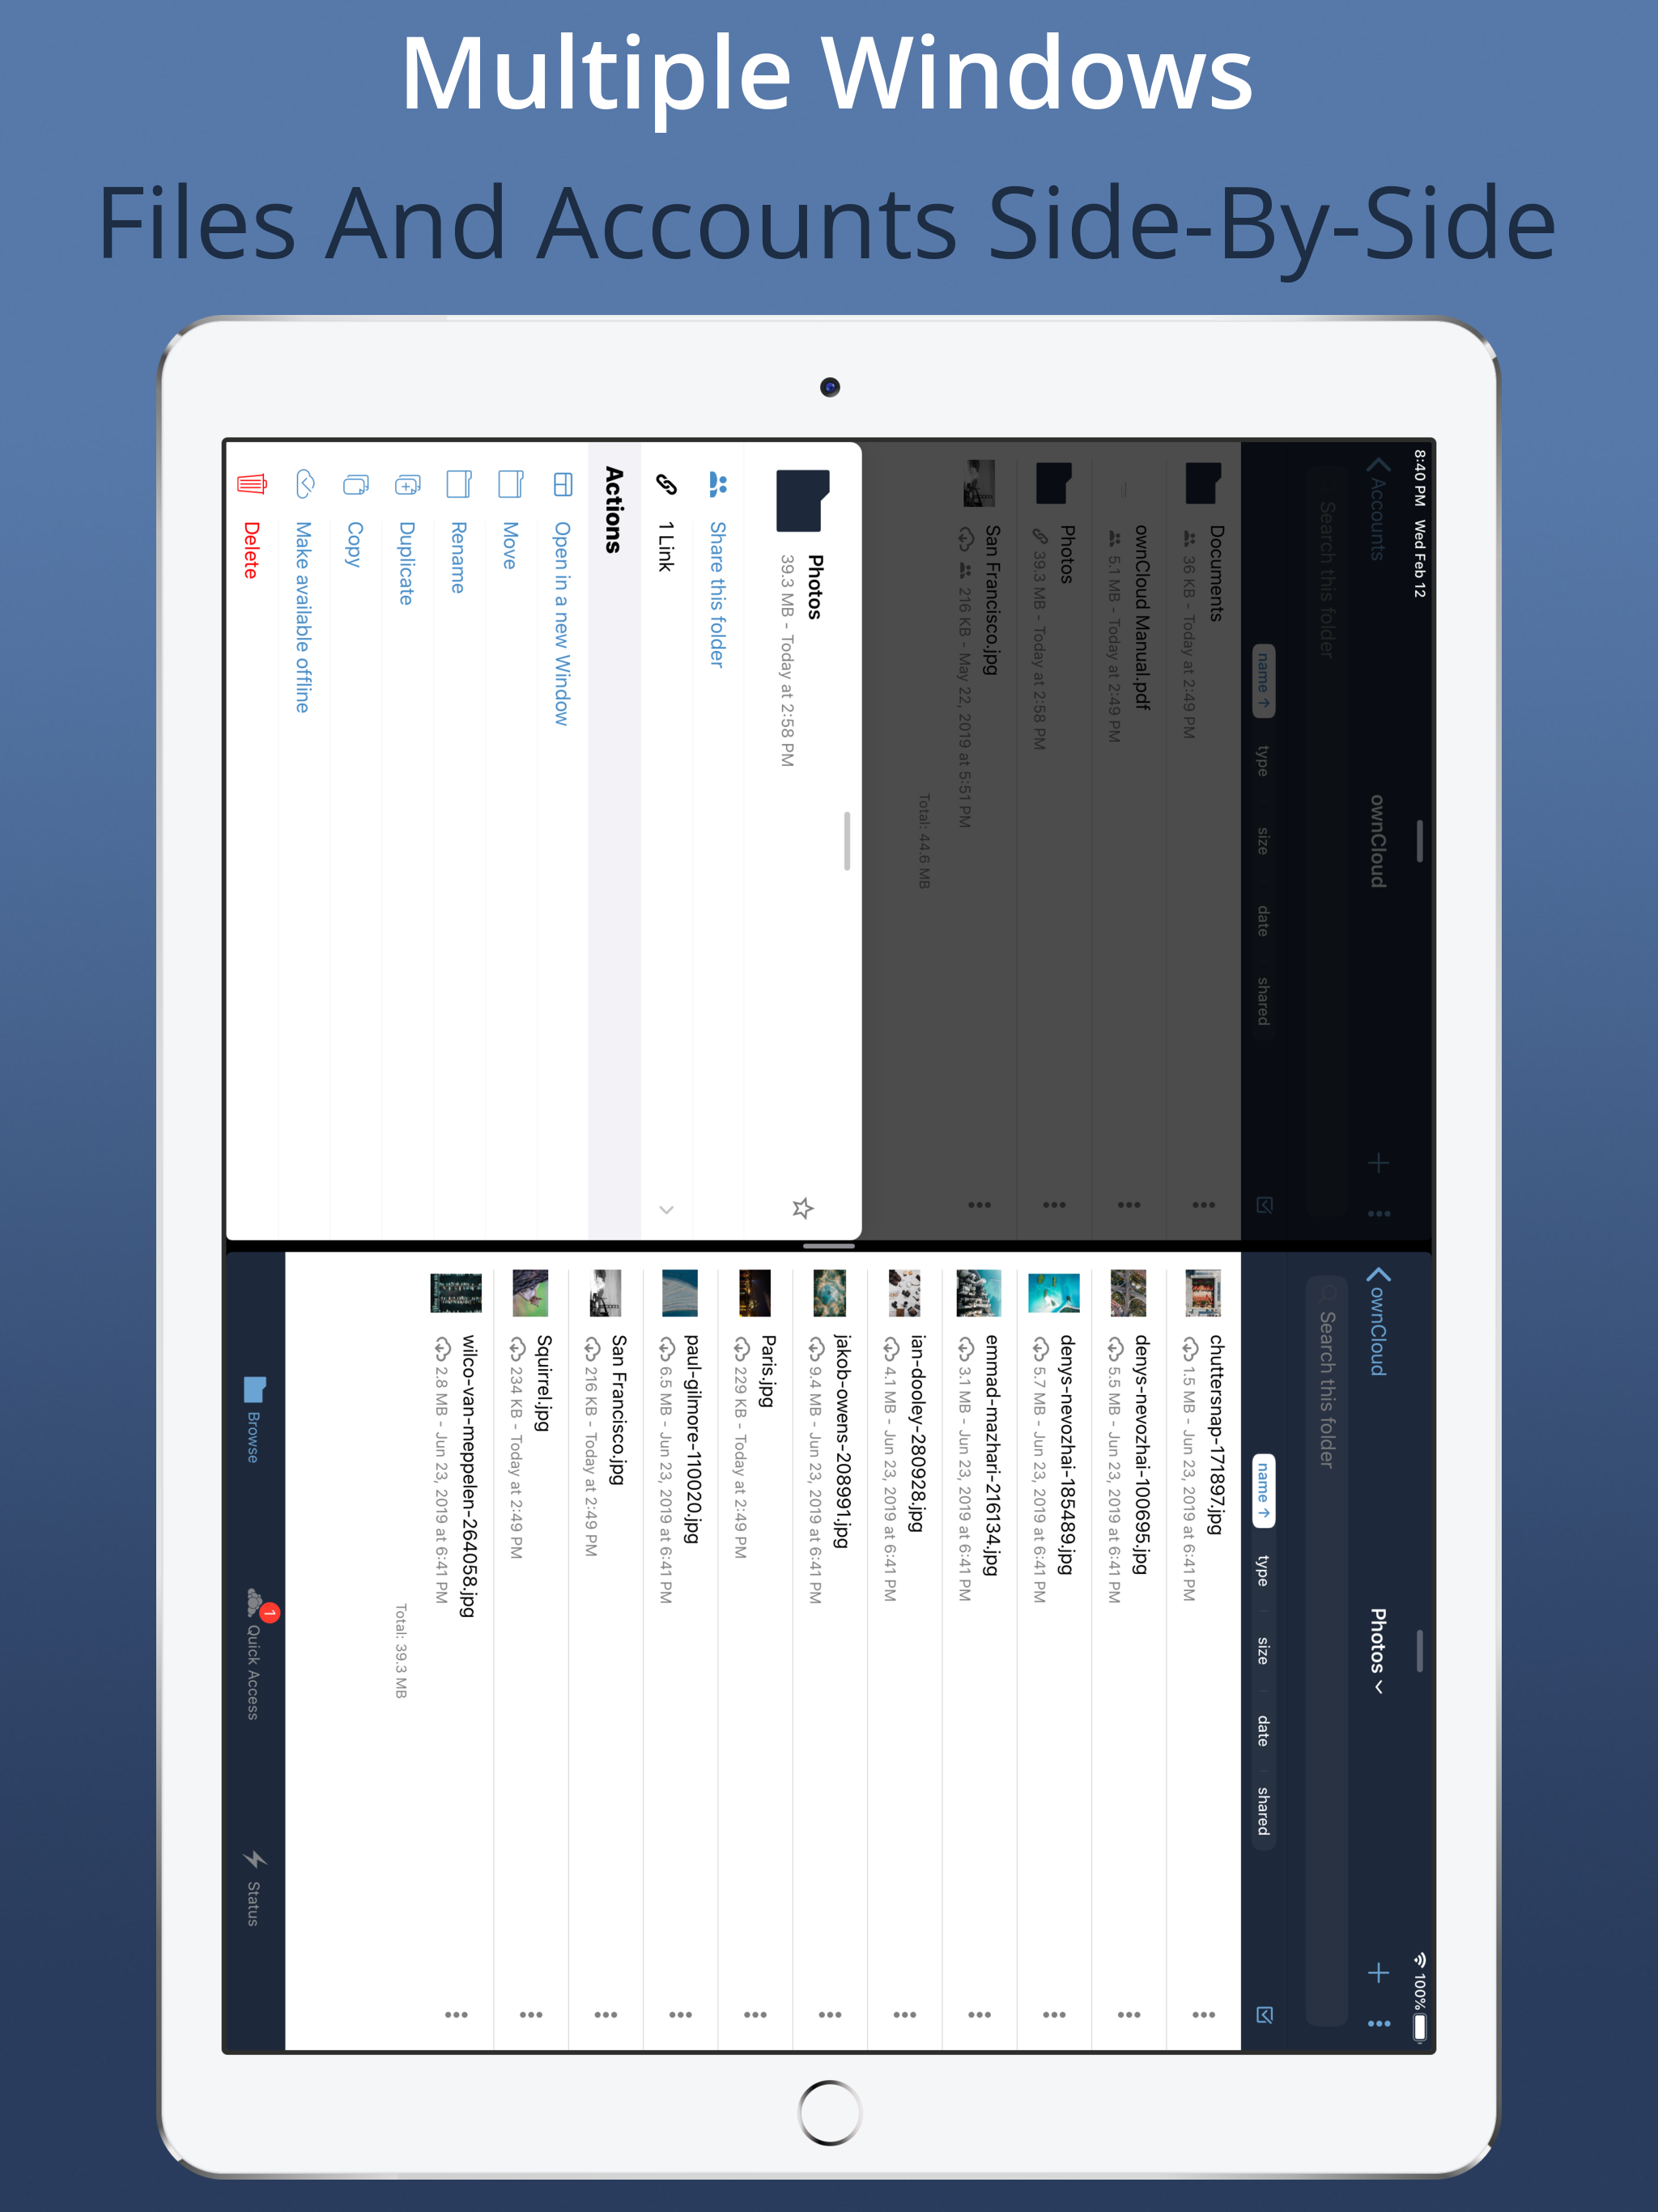 Multiple Windows
Files And Accounts Side-By-Side
8:40 PM Wed Feb 12
Accounts
ownCloud
Search this folder
name ↑ type size date shared
Documents
36 KB - Today at 2:49 PM
ownCloud Manual.pdf
5.1 MB - Today at 2:49 PM
Photos
39.3 MB - Today at 2:58 PM
San Francisco.jpg
216 KB - May 22, 2019 at 5:51 PM
Total: 44.6 MB
Photos
39.3 MB - Today at 2:58 PM
Share this folder
1 Link
Actions
Open in a new Window
Move
Rename
Duplicate
Copy
Make available offline
Delete
100%
ownCloud
Photos
Search this folder
name ↑ type size date shared
chuttersnap-171897.jpg
1.5 MB - Jun 23, 2019 at 6:41 PM
denys-nevozhai-100695.jpg
5.5 MB - Jun 23, 2019 at 6:41 PM
denys-nevozhai-185489.jpg
5.7 MB - Jun 23, 2019 at 6:41 PM
emmad-mazhari-216134.jpg
3.1 MB - Jun 23, 2019 at 6:41 PM
ian-dooley-280928.jpg
4.1 MB - Jun 23, 2019 at 6:41 PM
jakob-owens-208991.jpg
9.4 MB - Jun 23, 2019 at 6:41 PM
Paris.jpg
229 KB - Today at 2:49 PM
paul-gilmore-110020.jpg
6.5 MB - Jun 23, 2019 at 6:41 PM
San Francisco.jpg
216 KB - Today at 2:49 PM
Squirrel.jpg
234 KB - Today at 2:49 PM
wilco-van-meppelen-264058.jpg
2.8 MB - Jun 23, 2019 at 6:41 PM
Total: 39.3 MB
Browse
1
Quick Access
Status